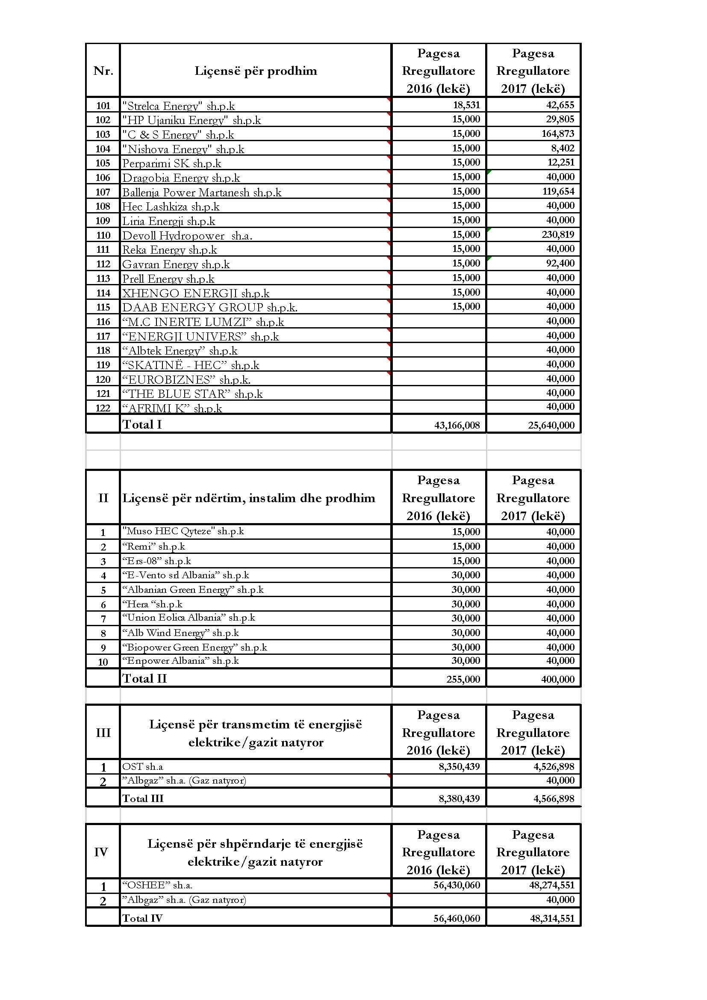 Nr. Liçensë për prodhim Pagesa Rregullatore 2016 (lekë) Pagesa Rregullatore 2017 (lekë)
101 "Strelca Energy" sh.p.k 18,531 42,655
102 "HP Ujaniku Energy" sh.p.k 15,000 29,805
103 "C & S Energy" sh.p.k 15,000 164,873
104 "Nishova Energy" sh.p.k 15,000 8,402
105 Perparimi SK sh.p.k 15,000 12,251
106 Dragobia Energy sh.p.k 15,000 40,000
107 Ballenja Power Martanesh sh.p.k 15,000 119,654
108 Hec Lashkiza sh.p.k 15,000 40,000
109 Liria Energji sh.p.k 15,000 40,000
110 Devoll Hydropower sh.a. 15,000 230,819
111 Reka Energy sh.p.k 15,000 40,000
112 Gavran Energy sh.p.k 15,000 92,400
113 Prell Energy sh.p.k 15,000 40,000
114 XHENGO ENERGJI sh.p.k 15,000 40,000
115 DAAB ENERGY GROUP sh.p.k. 15,000 40,000
116 “M.C INERTE LUMZI” sh.p.k 40,000
117 “ENERGJI UNIVERS” sh.p.k 40,000
118 “Albtek Energy” sh.p.k 40,000
119 “SKATINË - HEC” sh.p.k 40,000
120 “EUROBIZNES” sh.p.k. 40,000
121 “THE BLUE STAR” sh.p.k 40,000
122 “AFRIMI K” sh.p.k 40,000
Total I 43,166,008 25,640,000
II Liçensë për ndërtim, instalim dhe prodhim Pagesa Rregullatore 2016 (lekë) Pagesa Rregullatore 2017 (lekë)
1 "Muso HEC Qyteze" sh.p.k 15,000 40,000
2 “Remi” sh.p.k 15,000 40,000
3 “Ers-08” sh.p.k 15,000 40,000
4 “E-Vento srl Albania” sh.p.k 30,000 40,000
5 “Albanian Green Energy” sh.p.k 30,000 40,000
6 “Hera “sh.p.k 30,000 40,000
7 “Union Eolica Albania” sh.p.k 30,000 40,000
8 “Alb Wind Energy” sh.p.k 30,000 40,000
9 “Biopower Green Energy” sh.p.k 30,000 40,000
10 “Enpower Albania” sh.p.k 30,000 40,000
Total II 255,000 400,000
III Liçensë për transmetim të energjisë elektrike/gazit natyror Pagesa Rregullatore 2016 (lekë) Pagesa Rregullatore 2017 (lekë)
1 OST sh.a 8,350,439 4,526,898
2 ”Albgaz” sh.a. (Gaz natyror) 40,000
Total III 8,380,439 4,566,898
IV Liçensë për shpërndarje të energjisë elektrike/gazit natyror Pagesa Rregullatore 2016 (lekë) Pagesa Rregullatore 2017 (lekë)
1 “OSHEE” sh.a. 56,430,060 48,274,551
2 ”Albgaz” sh.a. (Gaz natyror) 40,000
Total IV 56,460,060 48,314,551